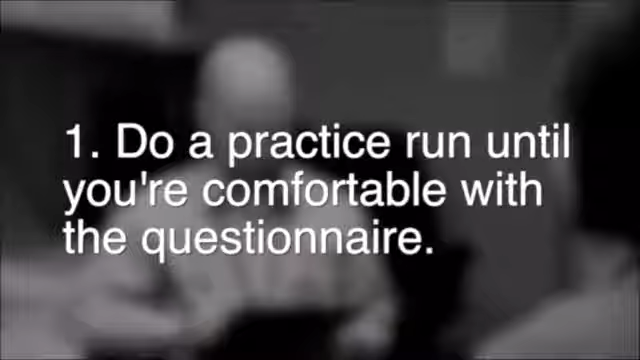 1. Do a practice run until
you're comfortable with
the questionnaire.